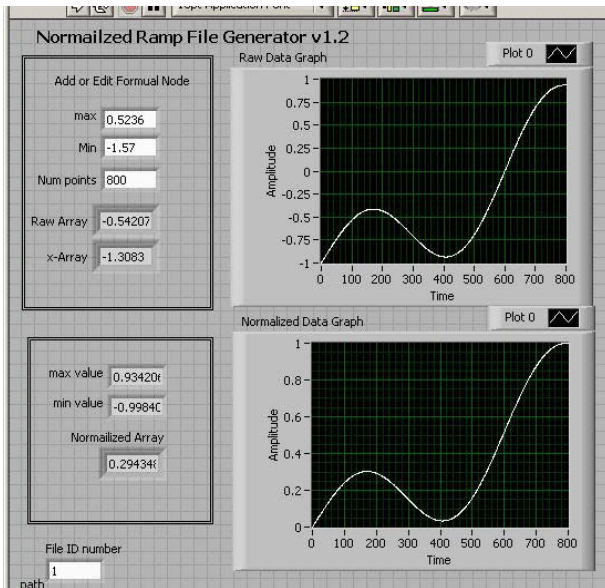 Normailzed Ramp File Generator v1.2
Add or Edit Formual Node
max 0.5236
Min -1.57
Num points 800
Raw Array -0.54207
x-Array -1.3083
Raw Data Graph
Plot 0
Amplitude
1
0.75
0.5
0.25
0
-0.25
-0.5
-0.75
-1
0 100 200 300 400 500 600 700 800
Time
max value 0.93420
min value -0.9984
Normailized Array
0.29434
Normalized Data Graph
Plot 0
Amplitude
1
0.8
0.6
0.4
0.2
0
0 100 200 300 400 500 600 700 800
Time
File ID number
1
path